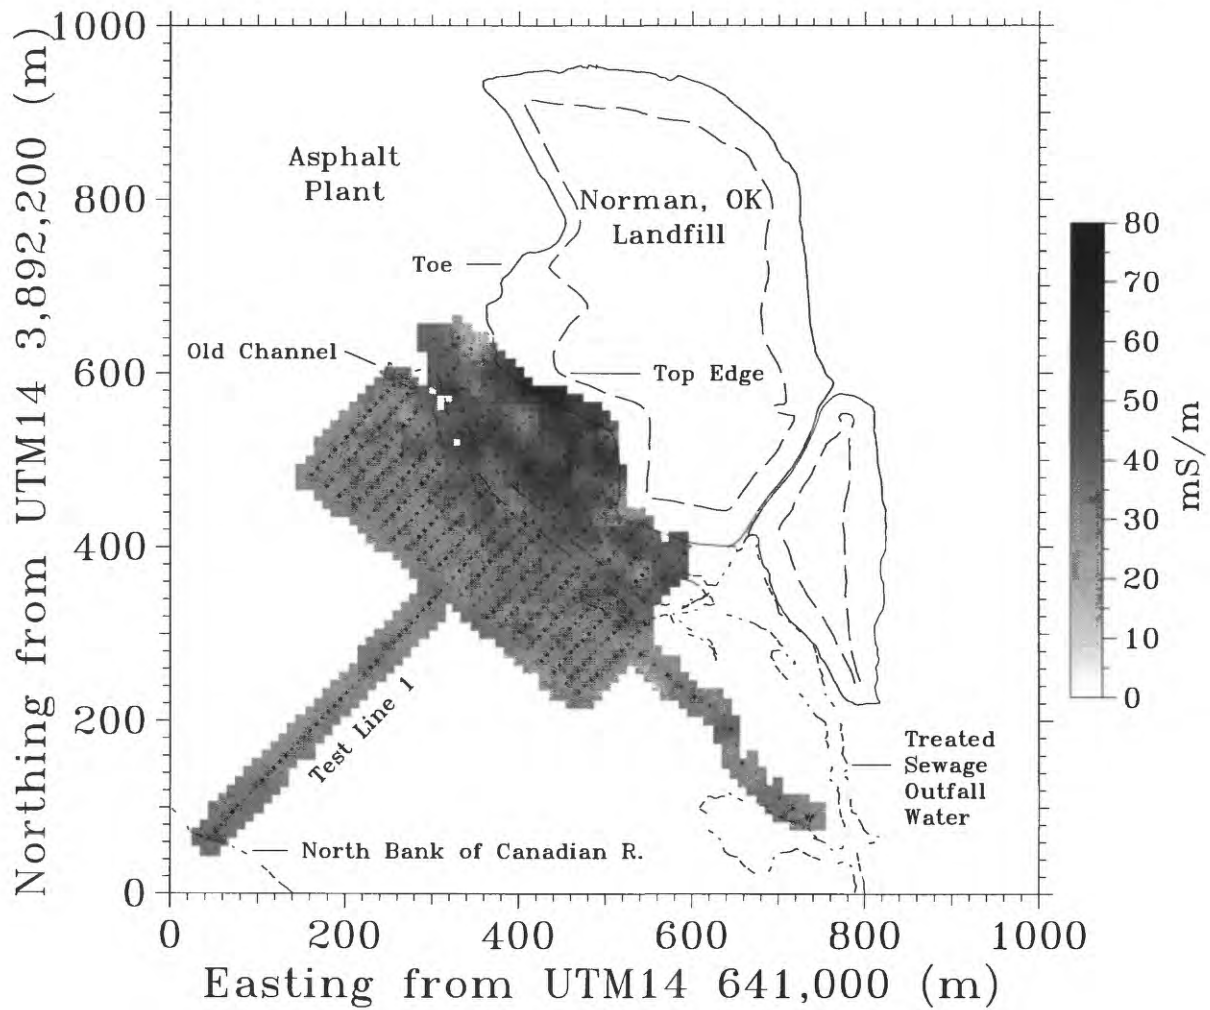 Northing from UTM14 3,892,200 (m)
1000
800
600
400
200
0
Asphalt
Plant
Norman, OK
Landfill
Toe
Old Channel
Top Edge
Test Line 1
Treated
Sewage
Outfall
Water
North Bank of Canadian R.
0
200
400
600
800
1000
Easting from UTM14 641,000 (m)
80
70
60
50
40
30
20
10
0
mS/m